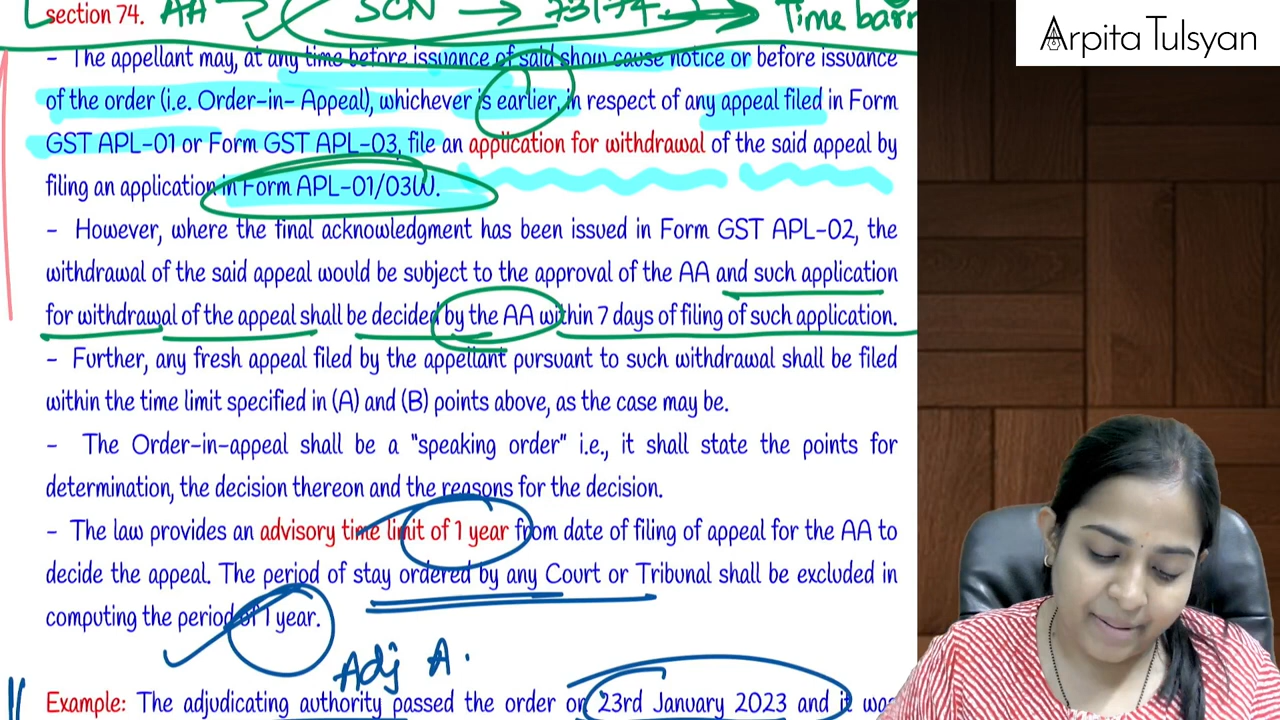 section 74. AA → SCN → 73/74. → Time barr
Arpita Tulsyan
– The appellant may, at any time before issuance of said show cause notice or before issuance
of the order (i.e. Order-in- Appeal), whichever is earlier, in respect of any appeal filed in Form
GST APL-01 or Form GST APL-03, file an application for withdrawal of the said appeal by
filing an application in Form APL-01/03W.
– However, where the final acknowledgment has been issued in Form GST APL-02, the
withdrawal of the said appeal would be subject to the approval of the AA and such application
for withdrawal of the appeal shall be decided by the AA within 7 days of filing of such application.
– Further, any fresh appeal filed by the appellant pursuant to such withdrawal shall be filed
within the time limit specified in (A) and (B) points above, as the case may be.
– The Order-in-appeal shall be a "speaking order" i.e., it shall state the points for
determination, the decision thereon and the reasons for the decision.
– The law provides an advisory time limit of 1 year from date of filing of appeal for the AA to
decide the appeal. The period of stay ordered by any Court or Tribunal shall be excluded in
computing the period of 1 year.
Adj A.
Example: The adjudicating authority passed the order on 23rd January 2023 and it was